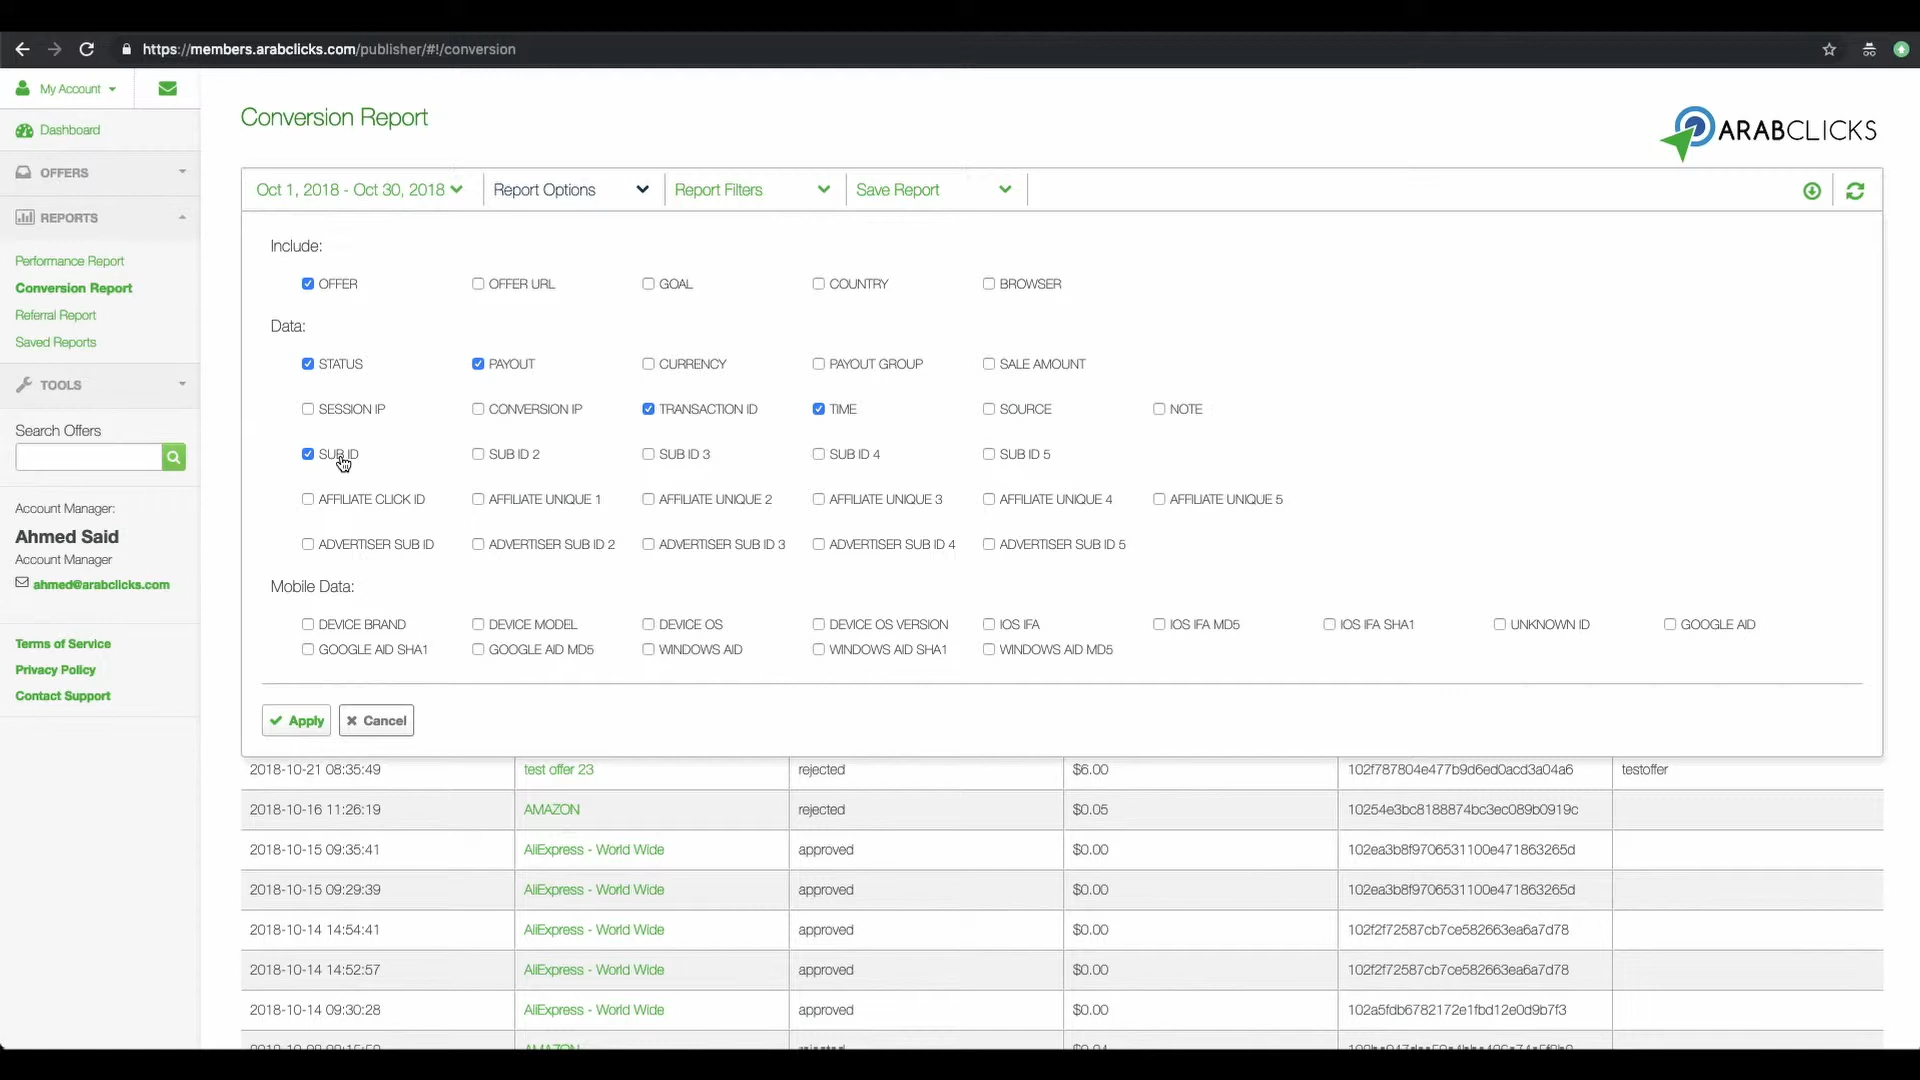 https://members.arabclicks.com/publisher/#!/conversion
My Account
Dashboard
OFFERS
REPORTS
Performance Report
Conversion Report
Referral Report
Saved Reports
TOOLS
Search Offers
Account Manager:
Ahmed Said
Account Manager
ahmed@arabclicks.com
Terms of Service
Privacy Policy
Contact Support
Conversion Report
ARABCLICKS
Oct 1, 2018 - Oct 30, 2018 Report Options Report Filters Save Report
Include:
OFFER OFFER URL GOAL COUNTRY BROWSER
Data:
STATUS PAYOUT CURRENCY PAYOUT GROUP SALE AMOUNT
SESSION IP CONVERSION IP TRANSACTION ID TIME SOURCE NOTE
SUB ID SUB ID 2 SUB ID 3 SUB ID 4 SUB ID 5
AFFILIATE CLICK ID AFFILIATE UNIQUE 1 AFFILIATE UNIQUE 2 AFFILIATE UNIQUE 3 AFFILIATE UNIQUE 4 AFFILIATE UNIQUE 5
ADVERTISER SUB ID ADVERTISER SUB ID 2 ADVERTISER SUB ID 3 ADVERTISER SUB ID 4 ADVERTISER SUB ID 5
Mobile Data:
DEVICE BRAND DEVICE MODEL DEVICE OS DEVICE OS VERSION IOS IFA IOS IFA MD5 IOS IFA SHA1 UNKNOWN ID GOOGLE AID
GOOGLE AID SHA1 GOOGLE AID MD5 WINDOWS AID WINDOWS AID SHA1 WINDOWS AID MD5
Apply Cancel
2018-10-21 08:35:49 test offer 23 rejected $6.00 102f787804e477b9d6ed0acd3a04a6 testoffer
2018-10-16 11:26:19 AMAZON rejected $0.05 10254e3bc8188874bc3ec089b0919c
2018-10-15 09:35:41 AliExpress - World Wide approved $0.00 102ea3b8f9706531100e471863265d
2018-10-15 09:29:39 AliExpress - World Wide approved $0.00 102ea3b8f9706531100e471863265d
2018-10-14 14:54:41 AliExpress - World Wide approved $0.00 102f2f72587cb7ce582663ea6a7d78
2018-10-14 14:52:57 AliExpress - World Wide approved $0.00 102f2f72587cb7ce582663ea6a7d78
2018-10-14 09:30:28 AliExpress - World Wide approved $0.00 102a5fdb6782172e1fbd12e0d9b7f3
AMAZON rejected